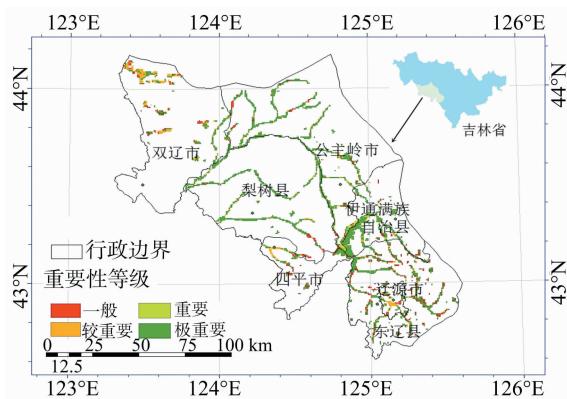 123°E 124°E 125°E 126°E
44°N 44°N
吉林省
公主岭市
双辽市
梨树县
伊通满族
自治县
行政边界
重要性等级
四平市
辽源市
43°N 43°N
一般 重要
较重要 极重要
东辽县
0 25 50 75 100 km
12.5
123°E 124°E 125°E 126°E